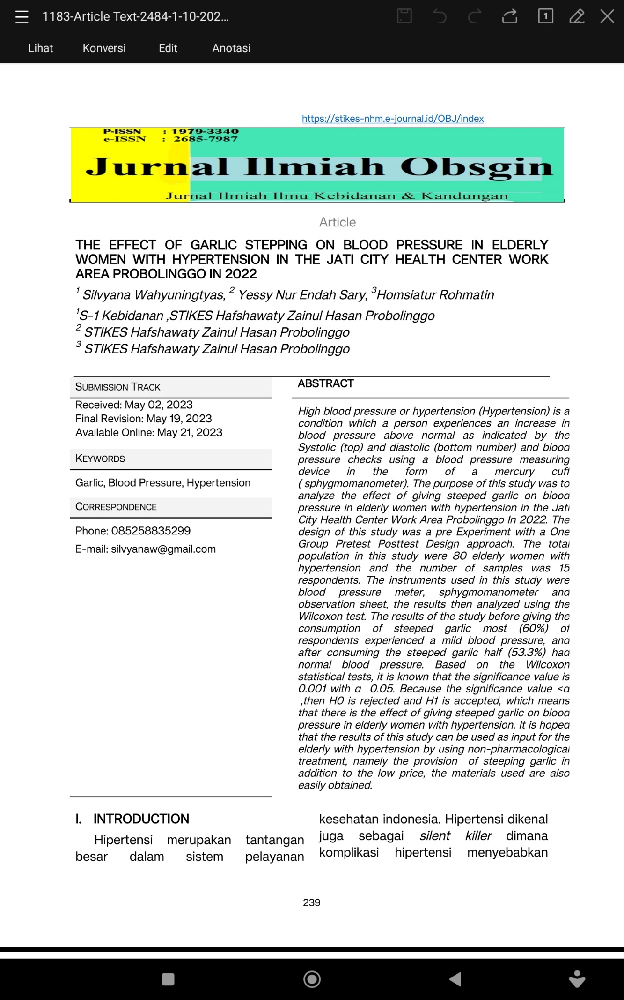 1183-Article Text-2484-1-10-202...
1
Lihat Konversi Edit Anotasi
https://stikes-nhm.e-journal.id/OBJ/index
P-ISSN : 1979-3340
e-ISSN : 2685-7987
Jurnal Ilmiah Obsgin
Jurnal Ilmiah Ilmu Kebidanan & Kandungan
Article
THE EFFECT OF GARLIC STEPPING ON BLOOD PRESSURE IN ELDERLY
WOMEN WITH HYPERTENSION IN THE JATI CITY HEALTH CENTER WORK
AREA PROBOLINGGO IN 2022
1 Silvyana Wahyuningtyas, 2 Yessy Nur Endah Sary, 3Homsiatur Rohmatin
1S-1 Kebidanan ,STIKES Hafshawaty Zainul Hasan Probolinggo
2 STIKES Hafshawaty Zainul Hasan Probolinggo
3 STIKES Hafshawaty Zainul Hasan Probolinggo
SUBMISSION TRACK
Received: May 02, 2023
Final Revision: May 19, 2023
Available Online: May 21, 2023
KEYWORDS
Garlic, Blood Pressure, Hypertension
CORRESPONDENCE
Phone: 085258835299
E-mail: silvyanaw@gmail.com
ABSTRACT
High blood pressure or hypertension (Hypertension) is a
condition which a person experiences an increase in
blood pressure above normal as indicated by the
Systolic (top) and diastolic (bottom number) and blood
pressure checks using a blood pressure measuring
device in the form of a mercury cuff
( sphygmomanometer). The purpose of this study was to
analyze the effect of giving steeped garlic on blood
pressure in elderly women with hypertension in the Jati
City Health Center Work Area Probolinggo In 2022. The
design of this study was a pre Experiment with a One
Group Pretest Posttest Design approach. The total
population in this study were 80 elderly women with
hypertension and the number of samples was 15
respondents. The instruments used in this study were
blood pressure meter, sphygmomanometer and
observation sheet, the results then analyzed using the
Wilcoxon test. The results of the study before giving the
consumption of steeped garlic most (60%) of
respondents experienced a mild blood pressure, and
after consuming the steeped garlic half (53.3%) had
normal blood pressure. Based on the Wilcoxon
statistical tests, it is known that the significance value is
0.001 with α 0.05. Because the significance value <α
,then H0 is rejected and H1 is accepted, which means
that there is the effect of giving steeped garlic on blood
pressure in elderly women with hypertension. It is hoped
that the results of this study can be used as input for the
elderly with hypertension by using non-pharmacological
treatment, namely the provision of steeping garlic in
addition to the low price, the materials used are also
easily obtained.
I. INTRODUCTION
Hipertensi merupakan tantangan
besar dalam sistem pelayanan
kesehatan indonesia. Hipertensi dikenal
juga sebagai silent killer dimana
komplikasi hipertensi menyebabkan
239